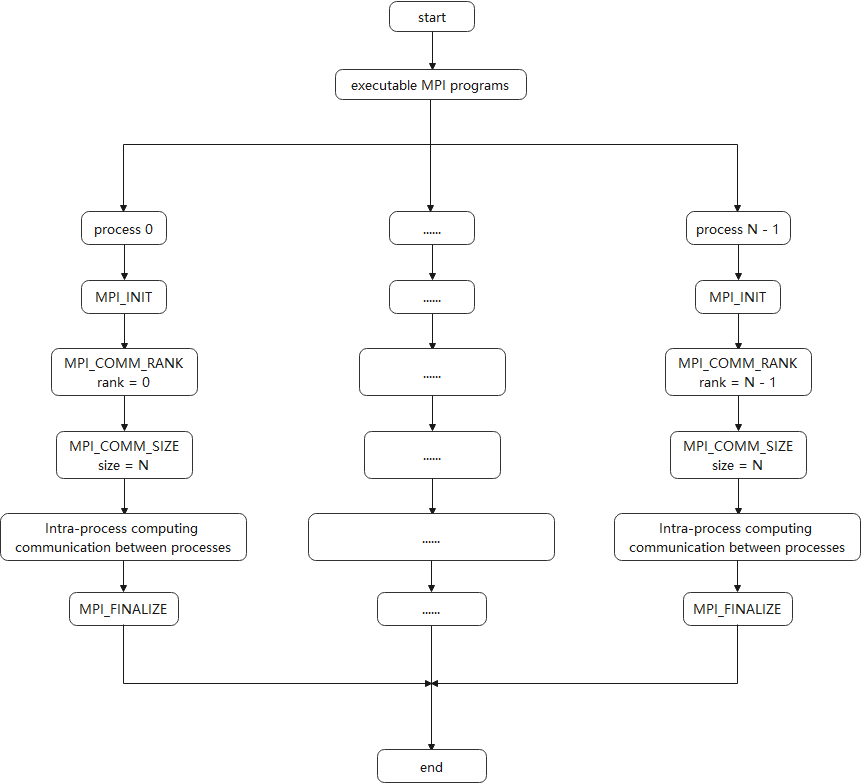 start
executable MPI programs
process 0
......
process N - 1
MPI_INIT
......
MPI_INIT
MPI_COMM_RANK
rank = 0
......
MPI_COMM_RANK
rank = N - 1
MPI_COMM_SIZE
size = N
......
MPI_COMM_SIZE
size = N
Intra-process computing
communication between processes
......
Intra-process computing
communication between processes
MPI_FINALIZE
......
MPI_FINALIZE
end